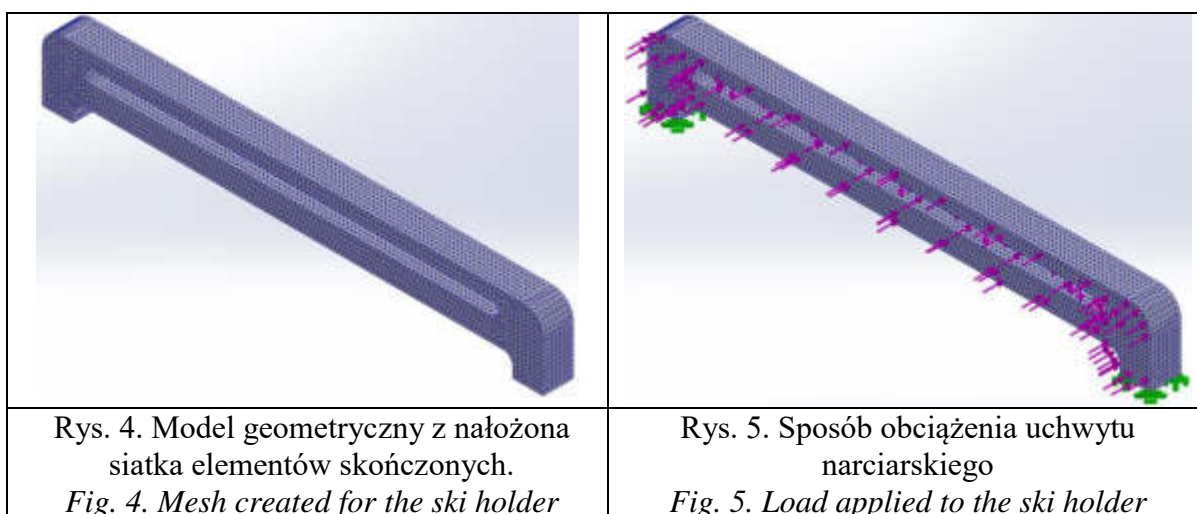 Rys. 4. Model geometryczny z nałożona
siatka elementów skończonych.
Fig. 4. Mesh created for the ski holder
Rys. 5. Sposób obciążenia uchwytu
narciarskiego
Fig. 5. Load applied to the ski holder